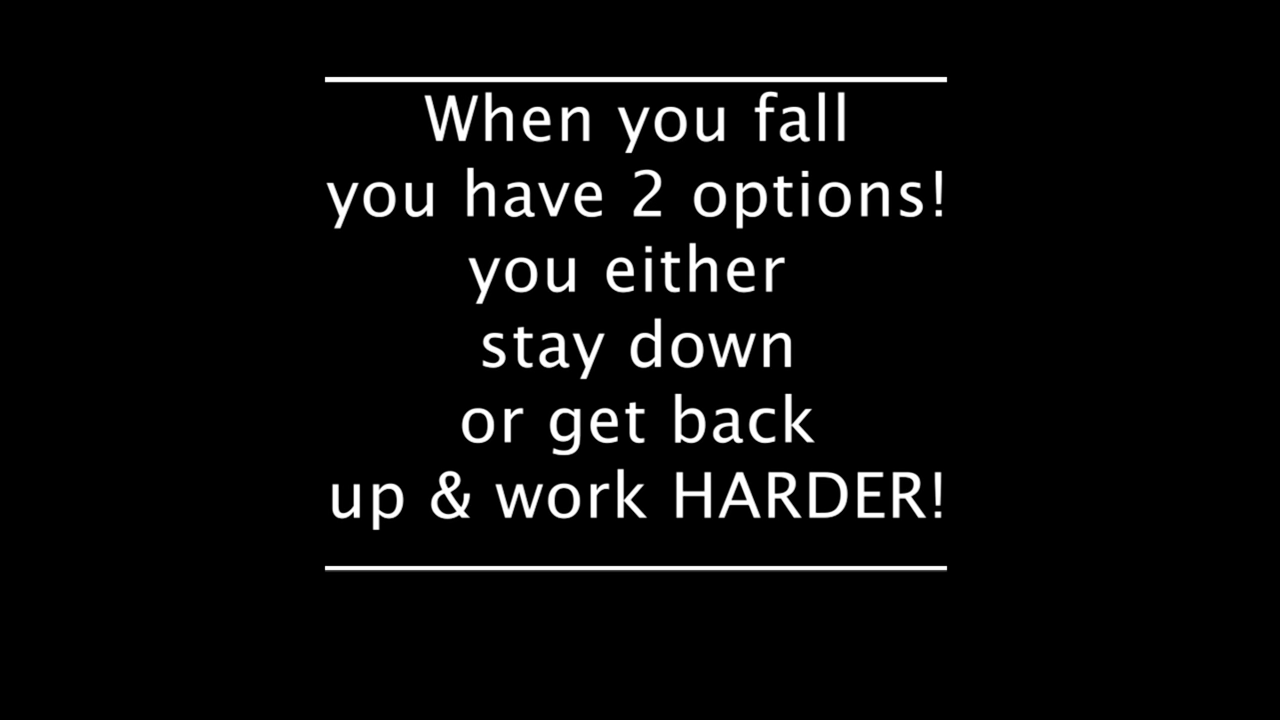 When you fall
you have 2 options!
you either
stay down
or get back
up & work HARDER!